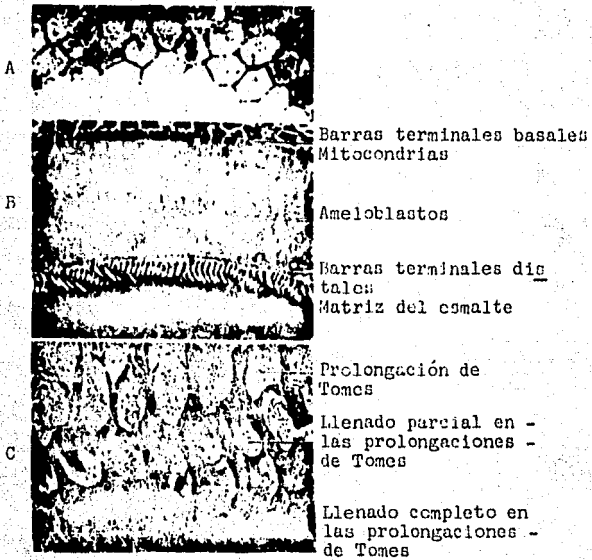 A
Barras terminales basales
Mitocondrias
B
Ameloblastos
Barras terminales dis
tales
Matriz del esmalte
Prolongación de
Tomes
Llenado parcial en -
las prolongaciones -
de Tomes
C
Llenado completo en
las prolongaciones -
de Tomes